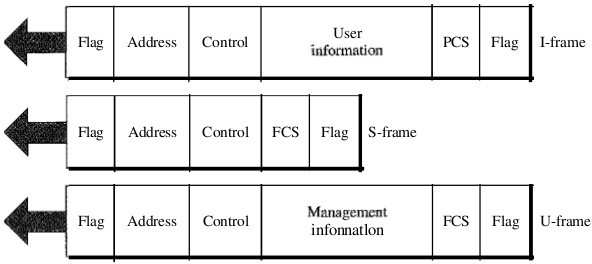 Flag Address Control User information PCS Flag I-frame
Flag Address Control FCS Flag S-frame
Flag Address Control Management infonnatlon FCS Flag U-frame